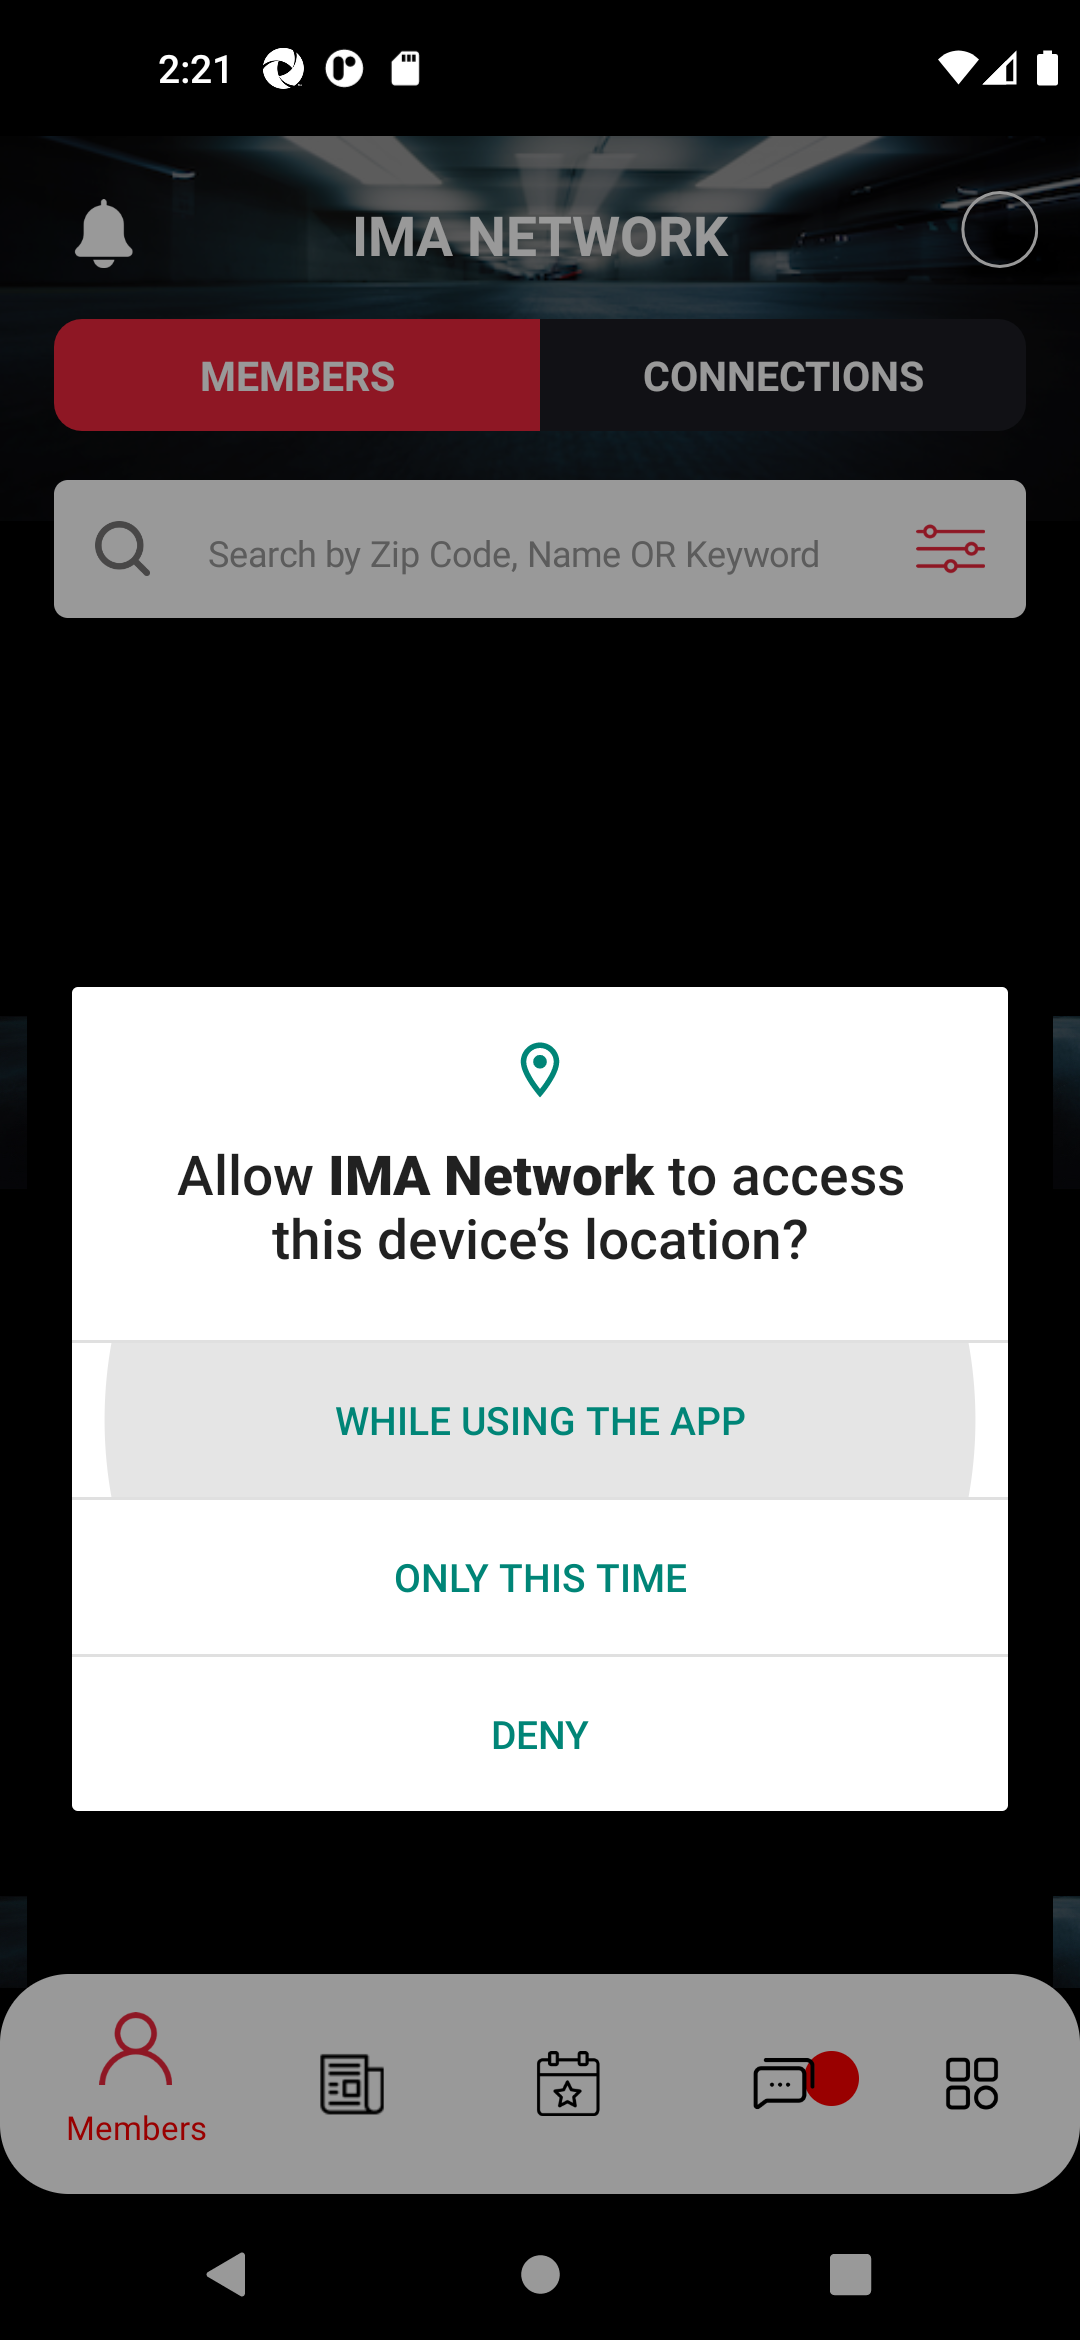 2:21
IMA NETWORK
MEMBERS
CONNECTIONS
Search by Zip Code, Name OR Keyword
Allow IMA Network to access
this device’s location?
WHILE USING THE APP
ONLY THIS TIME
DENY
Members